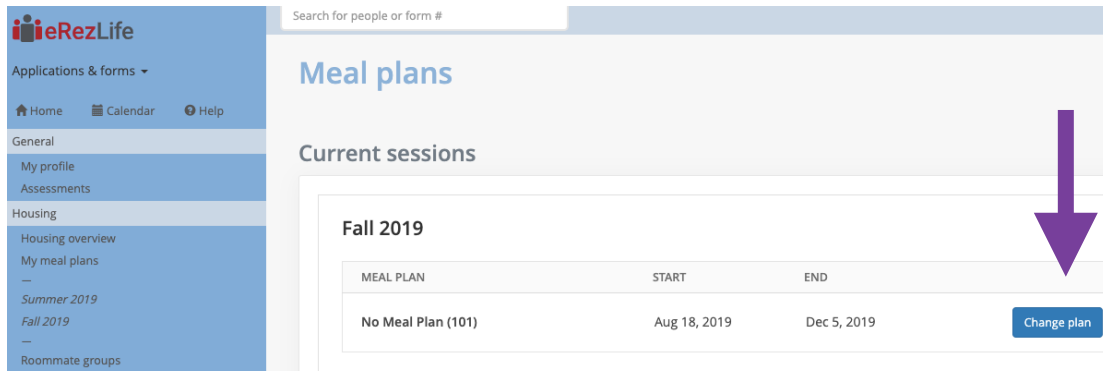 eRezLife
Applications & forms
Home Calendar Help
General
My profile
Assessments
Housing
Housing overview
My meal plans
—
Summer 2019
Fall 2019
—
Roommate groups
Search for people or form #
Meal plans
Current sessions
Fall 2019
MEAL PLAN START END
No Meal Plan (101) Aug 18, 2019 Dec 5, 2019 Change plan